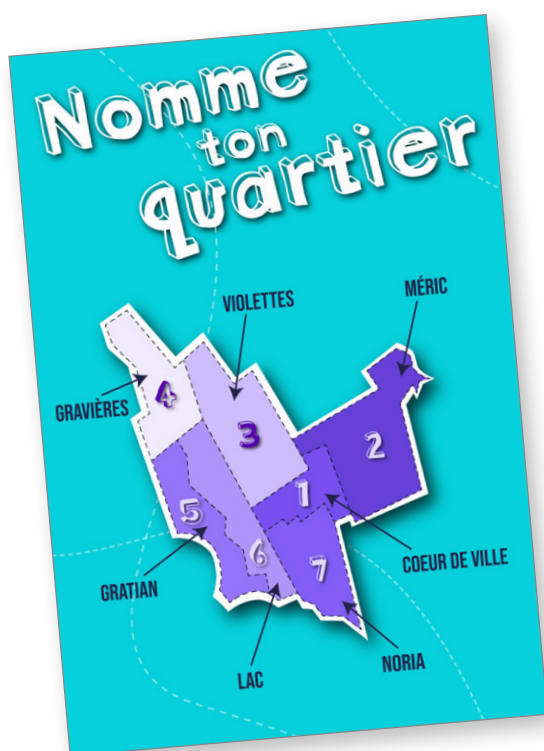 Nomme
ton
quartier
VIOLETTES
MÉRIC
GRAVIÈRES
4
3
2
1
5
6
7
COEUR DE VILLE
GRATIAN
LAC
NORIA